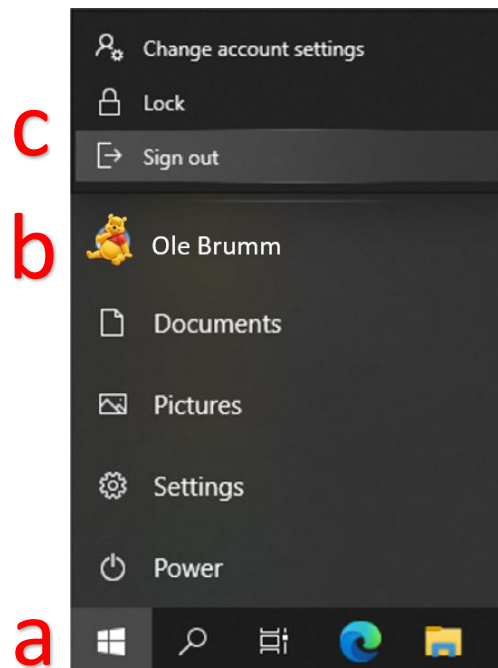 Change account settings
c
Lock
Sign out
b
Ole Brumm
Documents
Pictures
Settings
Power
a